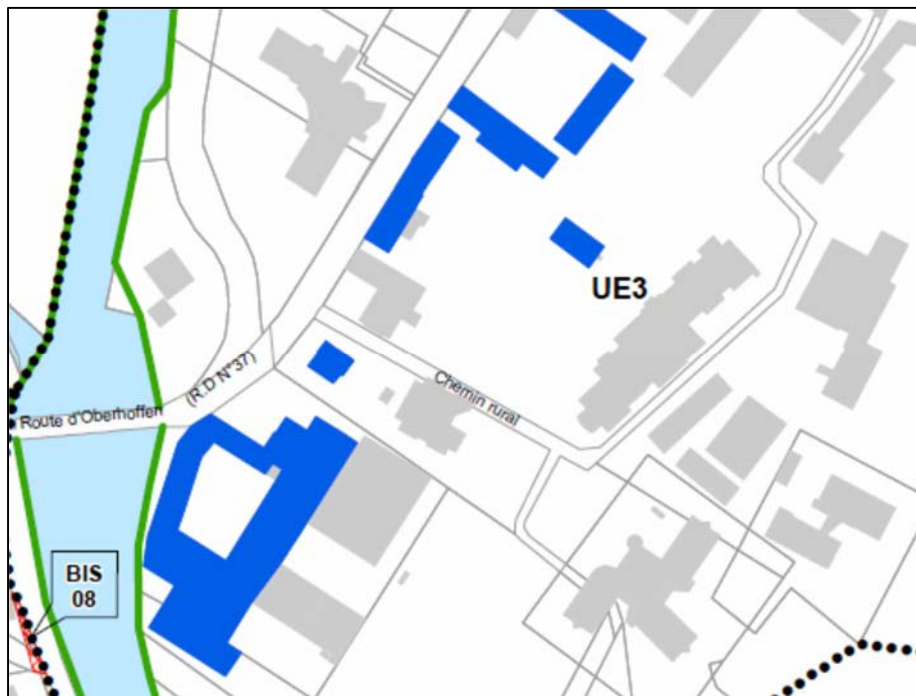 UE3
(R.D N°37)
Chemin rural
Route d'Oberhoffen
BIS
08